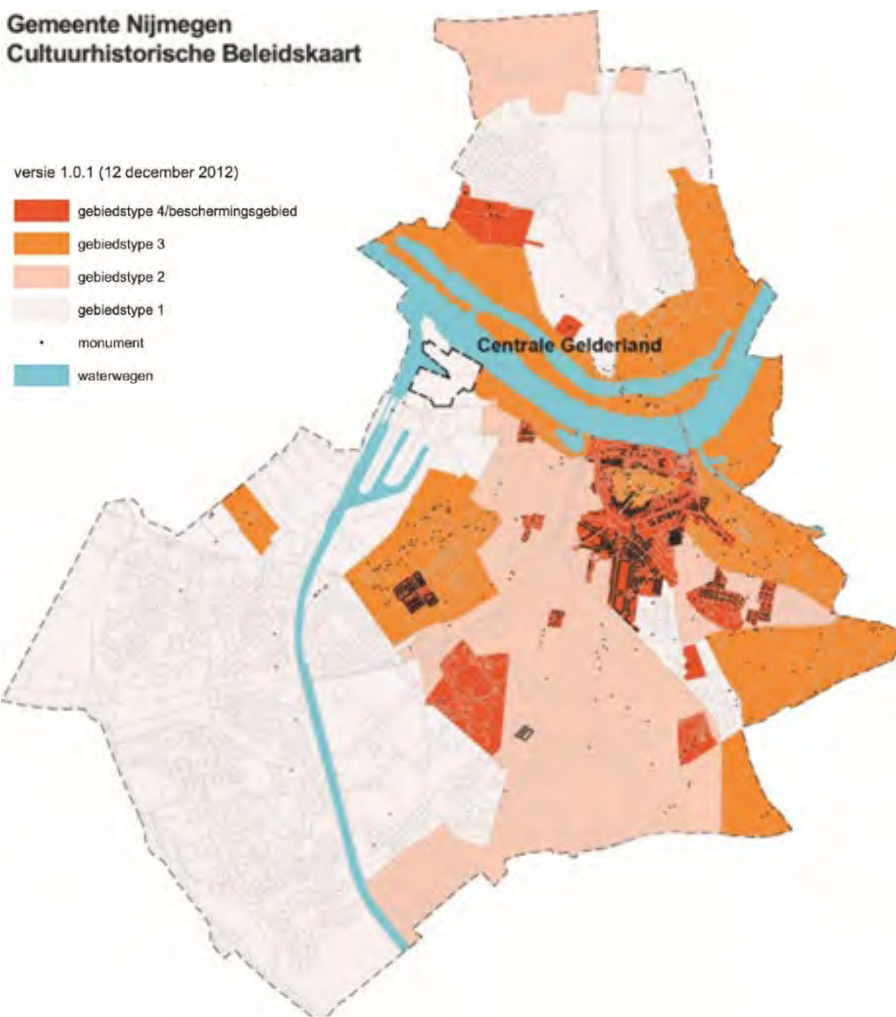 Gemeente Nijmegen
Cultuurhistorische Beleidskaart
versie 1.0.1 (12 december 2012)
gebiedstype 4/beschermingsgebied
gebiedstype 3
gebiedstype 2
gebiedstype 1
monument
waterwegen
Centrale Gelderland